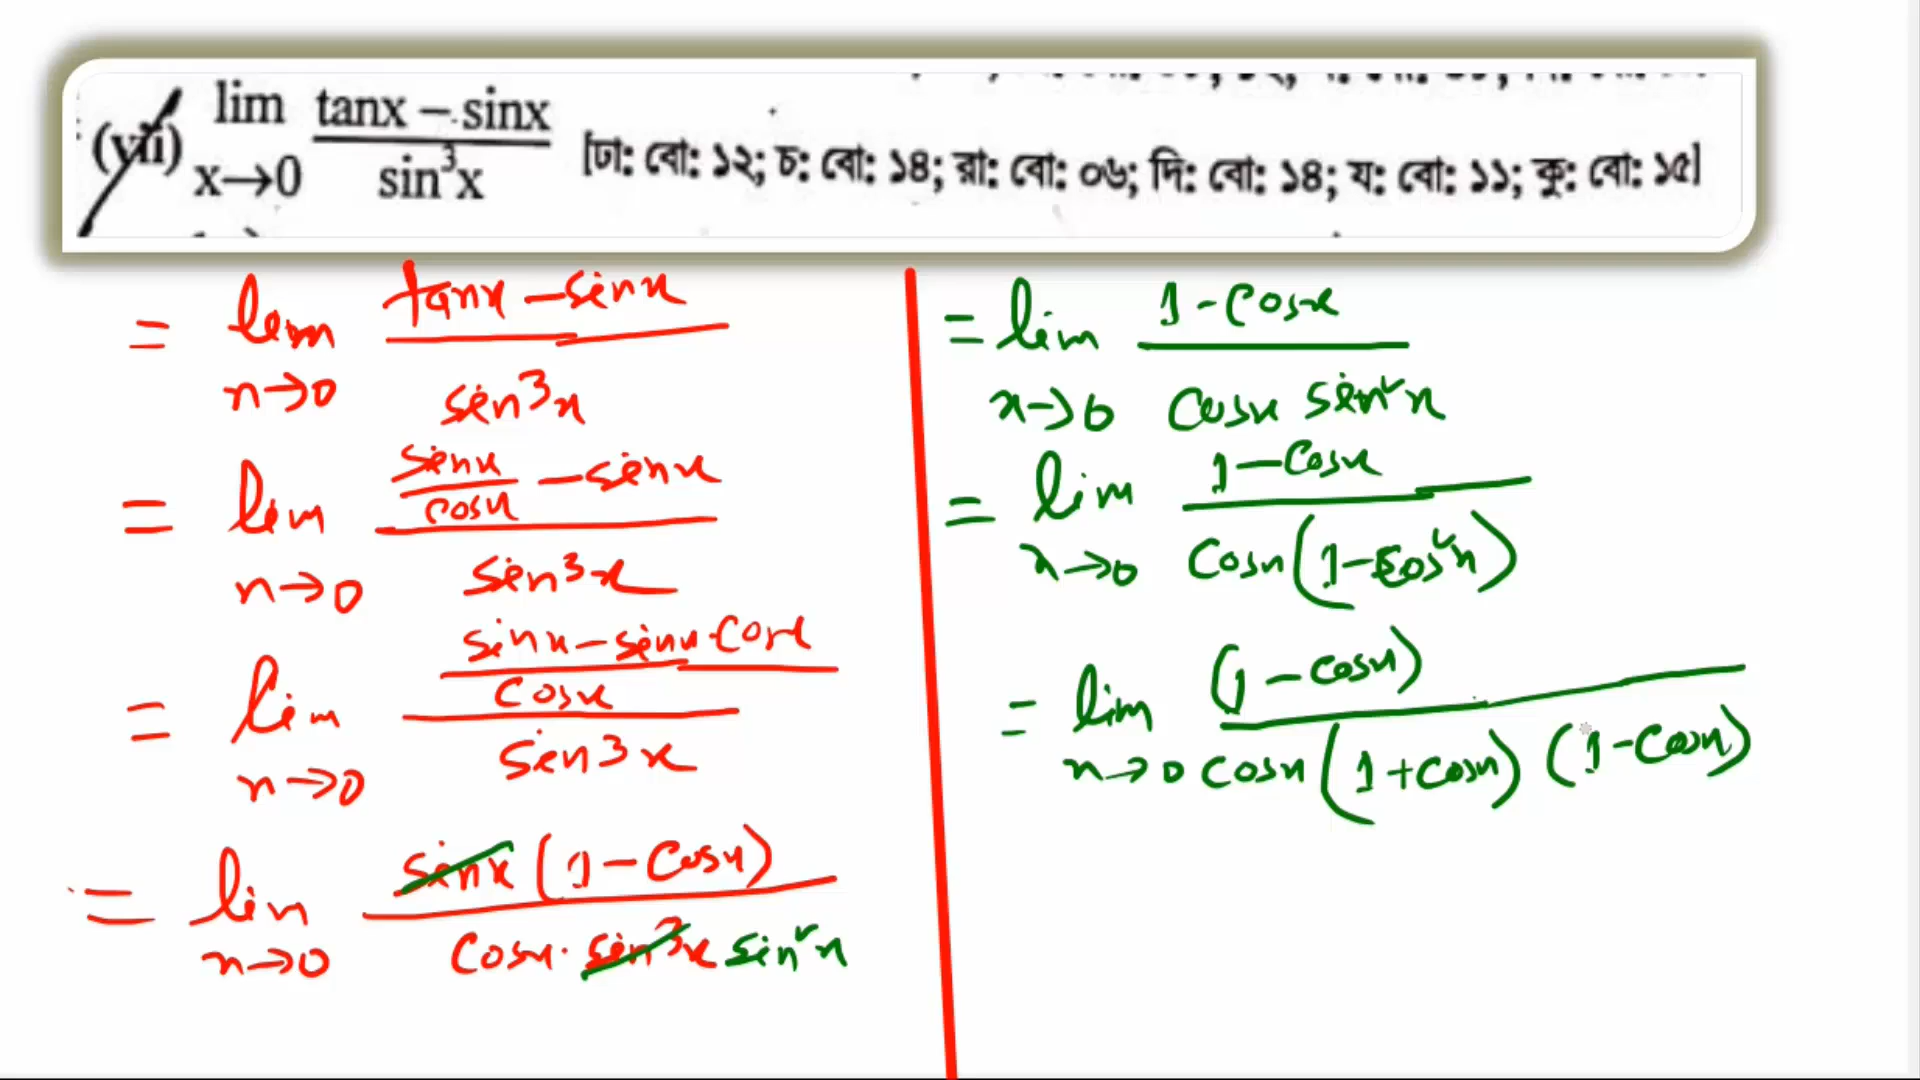 (vii) lim x→0 (tanx – sinx)/(sin³x) [ঢা: বো: ১২; চ: বো: ১৪; রা: বো: ০৬; দি: বো: ১৪; য: বো: ১১; কু: বো: ১৫]
= lim x→0 (tanx – sinx)/(sin³x)
= lim x→0 (sinx/cosx – sinx)/(sin³x)
= lim x→0 ((sinx – sinx·cosx)/cosx)/(sin³x)
= lim x→0 (sinx (1 – cosx))/(cosx · sin³x sin²x)
= lim x→0 (1 - cosx)/(cosx sin²x)
= lim x→0 (1 – cosx)/(cosx (1 – cos²x))
= lim x→0 (1 – cosx)/(cosx (1 + cosx) (1 - cosx))